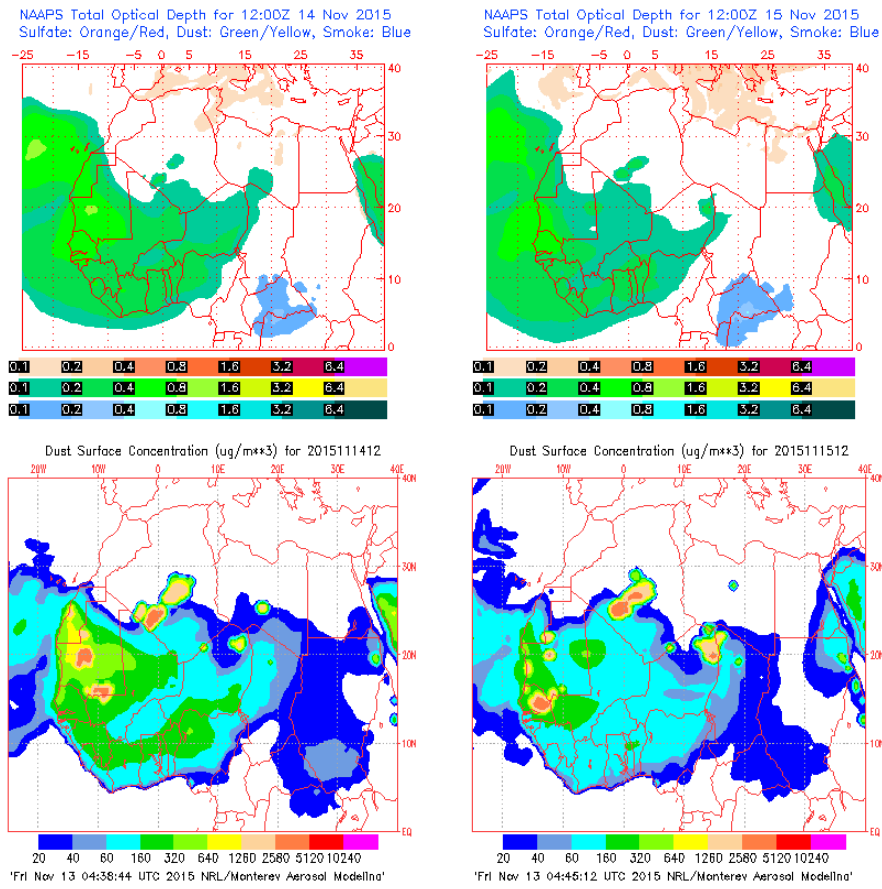 NAAPS Total Optical Depth for 12:00Z 14 Nov 2015
Sulfate: Orange/Red, Dust: Green/Yellow, Smoke: Blue
-25 -15 -5 0 5 15 25 35
40
30
20
10
0
0.1 0.2 0.4 0.8 1.6 3.2 6.4
0.1 0.2 0.4 0.8 1.6 3.2 6.4
0.1 0.2 0.4 0.8 1.6 3.2 6.4
NAAPS Total Optical Depth for 12:00Z 15 Nov 2015
Sulfate: Orange/Red, Dust: Green/Yellow, Smoke: Blue
-25 -15 -5 0 5 15 25 35
40
30
20
10
0
0.1 0.2 0.4 0.8 1.6 3.2 6.4
0.1 0.2 0.4 0.8 1.6 3.2 6.4
0.1 0.2 0.4 0.8 1.6 3.2 6.4
Dust Surface Concentration (ug/m**3) for 2015111412
20W 10W 0 10E 20E 30E 40E
40N
30N
20N
10N
EQ
20 40 60 160 320 640 1260 2580 5120 10240
'Fri Nov 13 04:38:44 UTC 2015 NRL/Monterey Aerosol Modeling'
Dust Surface Concentration (ug/m**3) for 2015111512
20W 10W 0 10E 20E 30E 40E
40N
30N
20N
10N
EQ
20 40 60 160 320 640 1260 2580 5120 10240
'Fri Nov 13 04:45:12 UTC 2015 NRL/Monterey Aerosol Modeling'